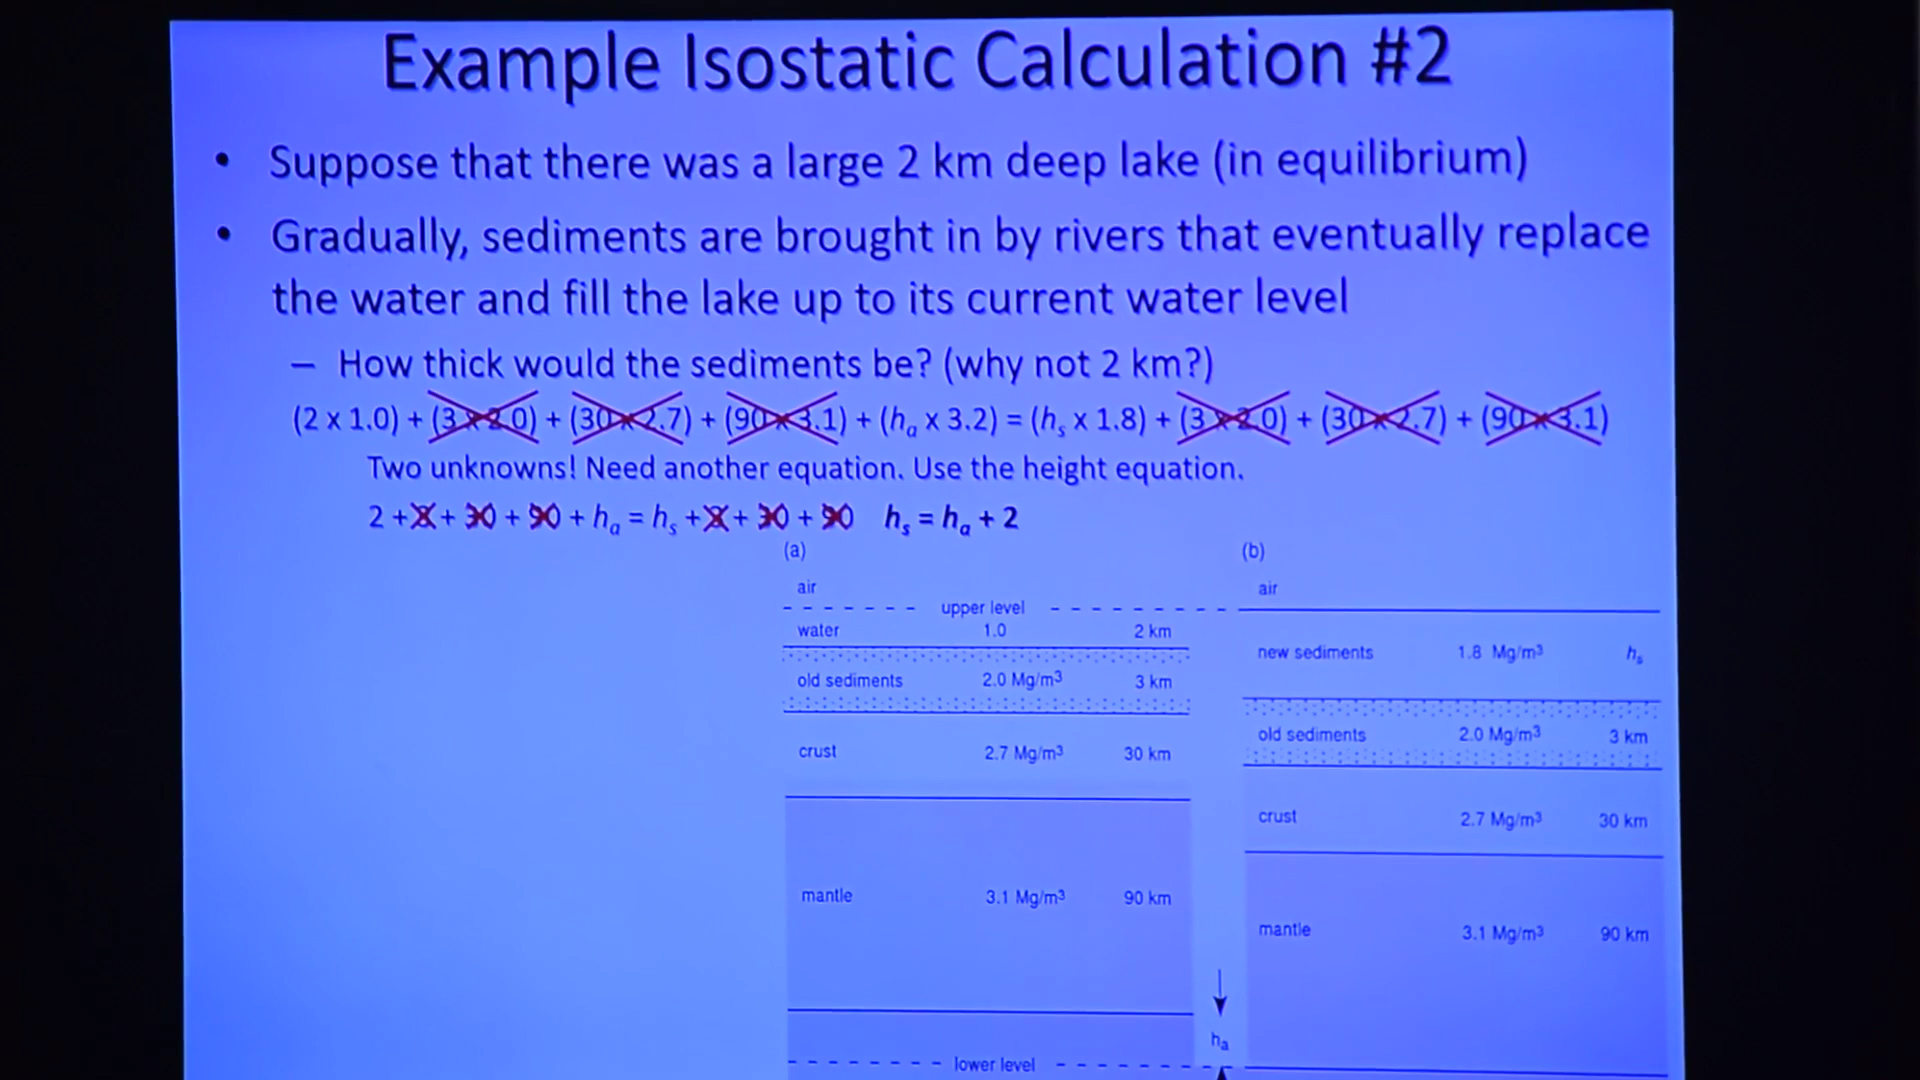 Example Isostatic Calculation #2
• Suppose that there was a large 2 km deep lake (in equilibrium)
• Gradually, sediments are brought in by rivers that eventually replace
the water and fill the lake up to its current water level
– How thick would the sediments be? (why not 2 km?)
(2 x 1.0) + (3 x 2.0) + (30 x 2.7) + (90 x 3.1) + (hₐ x 3.2) = (hₛ x 1.8) + (3 x 2.0) + (30 x 2.7) + (90 x 3.1)
Two unknowns! Need another equation. Use the height equation.
2 + 3 + 30 + 90 + hₐ = hₛ + 3 + 30 + 90 hₛ = hₐ + 2
(a)
air
upper level
water 1.0 2 km
old sediments 2.0 Mg/m³ 3 km
crust 2.7 Mg/m³ 30 km
mantle 3.1 Mg/m³ 90 km
lower level
hₐ
(b)
air
new sediments 1.8 Mg/m³ hₛ
old sediments 2.0 Mg/m³ 3 km
crust 2.7 Mg/m³ 30 km
mantle 3.1 Mg/m³ 90 km